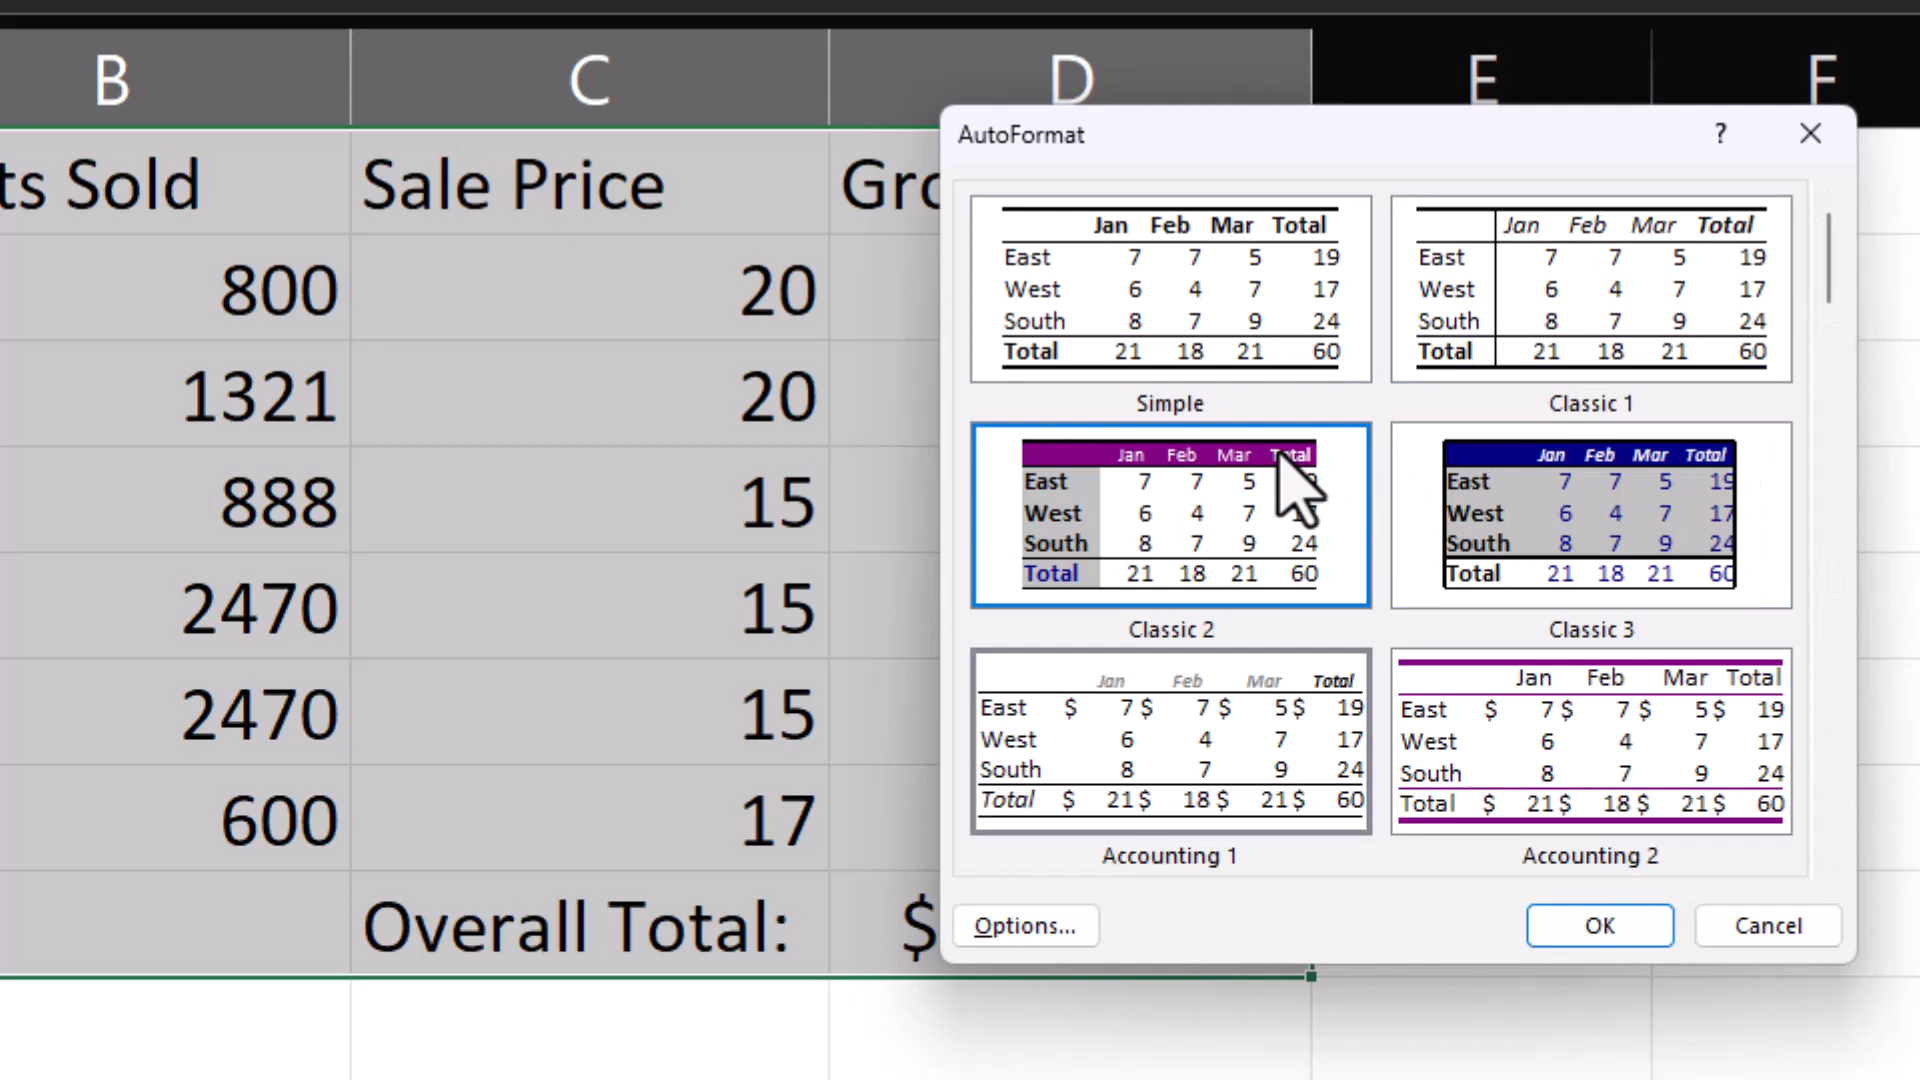 B C D E F
ts Sold Sale Price Gro
800 20
1321 20
888 15
2470 15
2470 15
600 17
Overall Total: $
AutoFormat ?
Jan Feb Mar Total
East 7 7 5 19
West 6 4 7 17
South 8 7 9 24
Total 21 18 21 60
Simple
Jan Feb Mar Total
East 7 7 5 19
West 6 4 7 17
South 8 7 9 24
Total 21 18 21 60
Classic 1
Jan Feb Mar Total
East 7 7 5
West 6 4 7
South 8 7 9 24
Total 21 18 21 60
Classic 2
Jan Feb Mar Total
East 7 7 5 19
West 6 4 7 17
South 8 7 9 24
Total 21 18 21 60
Classic 3
Jan Feb Mar Total
East $ 7 $ 7 $ 5 $ 19
West 6 4 7 17
South 8 7 9 24
Total $ 21 $ 18 $ 21 $ 60
Accounting 1
Jan Feb Mar Total
East $ 7 $ 7 $ 5 $ 19
West 6 4 7 17
South 8 7 9 24
Total $ 21 $ 18 $ 21 $ 60
Accounting 2
Options... OK Cancel